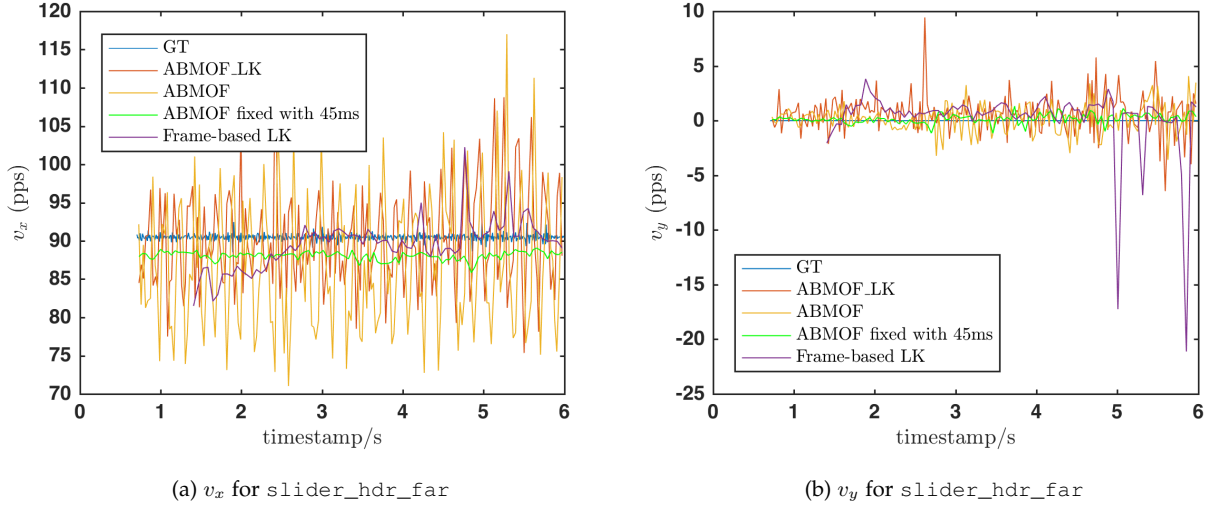 120
115
110
105
100
95
90
85
80
75
70
v_x (pps)
GT
ABMOF_LK
ABMOF
ABMOF fixed with 45ms
Frame-based LK
0 1 2 3 4 5 6
timestamp/s
(a) v_x for slider_hdr_far
10
5
0
-5
-10
-15
-20
-25
v_y (pps)
GT
ABMOF_LK
ABMOF
ABMOF fixed with 45ms
Frame-based LK
0 1 2 3 4 5 6
timestamp/s
(b) v_y for slider_hdr_far